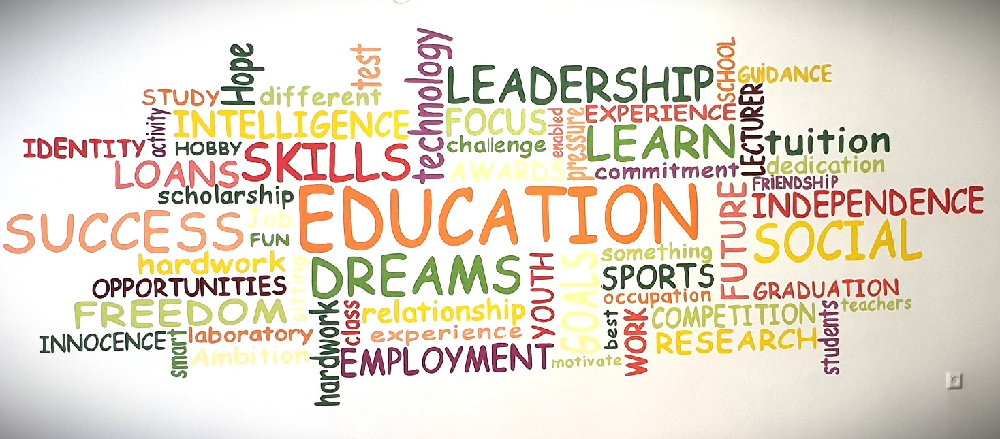 Hope
test
technology
LEADERSHIP
SCHOOL
GUiDANCE
STUDY
different
LECTURER
activity
INTELLIGENCE
FOCUS
enabled
pressure
EXPERIENCE
IDENTITY
HOBBY
SKILLS
challenge
LEARN
tuition
LOANS
AWARDS
commitment
dedication
scholarship
EDUCATION
FUTURE
FRiENDSHiP
INDEPENDENCE
SUCCESS
Job
FUN
SOCIAL
hardwork
sitting
DREAMS
YOUTH
GOALS
something
SPORTS
OPPORTUNITIES
occupation
GRADUATION
FREEDOM
hardwork
class
relationship
best
WORK
COMPETITION
students
teachers
INNOCENCE
smart
laboratory
experience
RESEARCH
Ambition
EMPLOYMENT
motivate